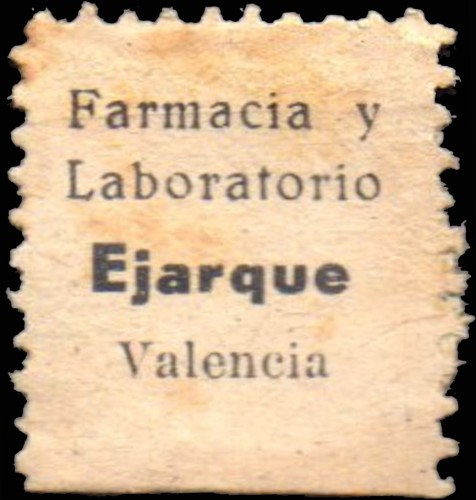 Farmacia y
Laboratorio
Ejarque
Valencia